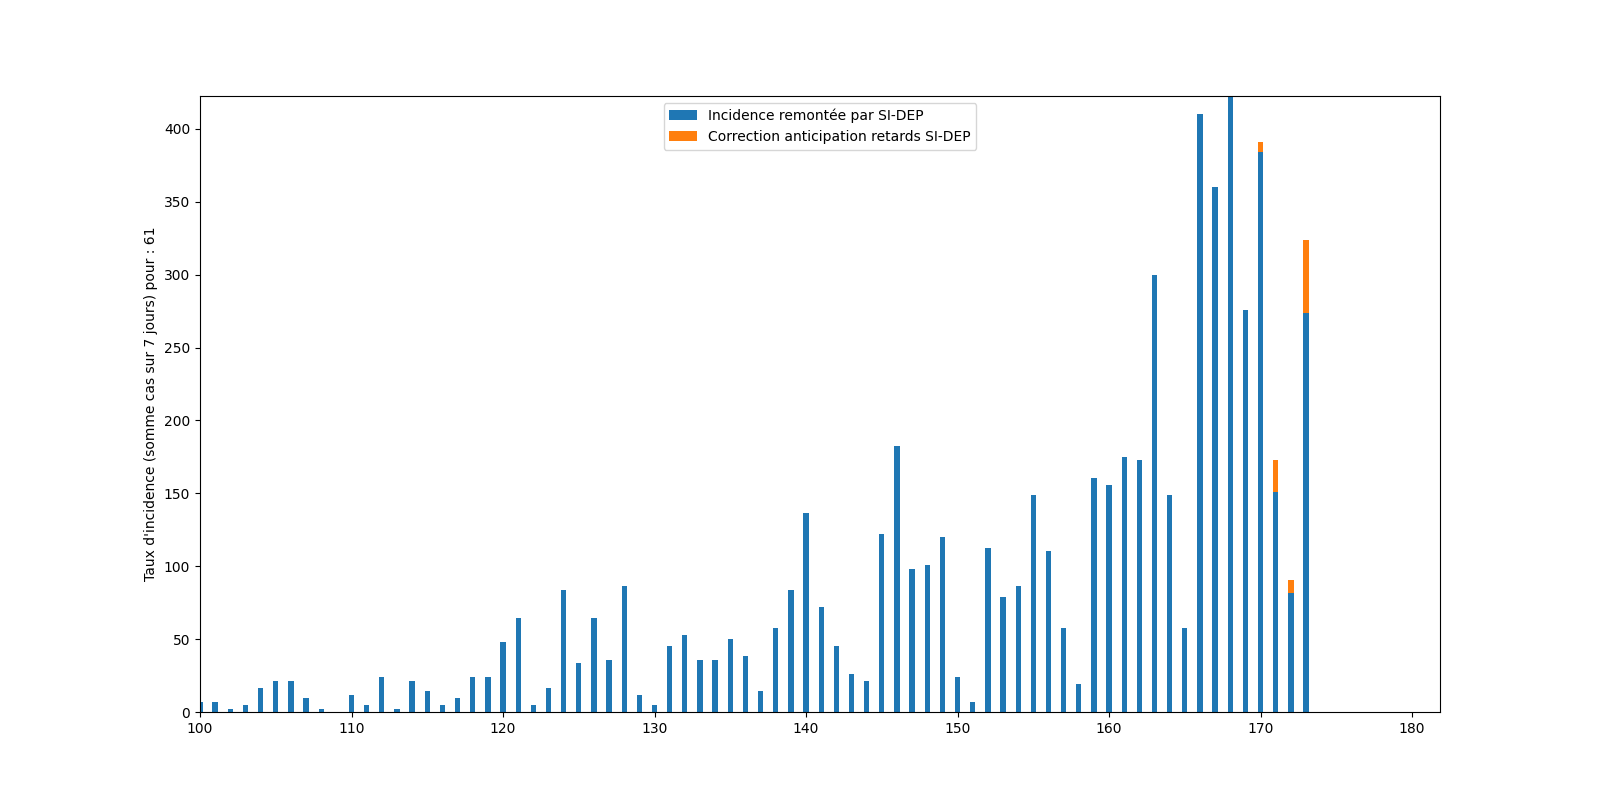 Incidence remontée par SI-DEP
Correction anticipation retards SI-DEP
Taux d'incidence (somme cas sur 7 jours) pour : 61
400
350
300
250
200
150
100
50
0
100 110 120 130 140 150 160 170 180